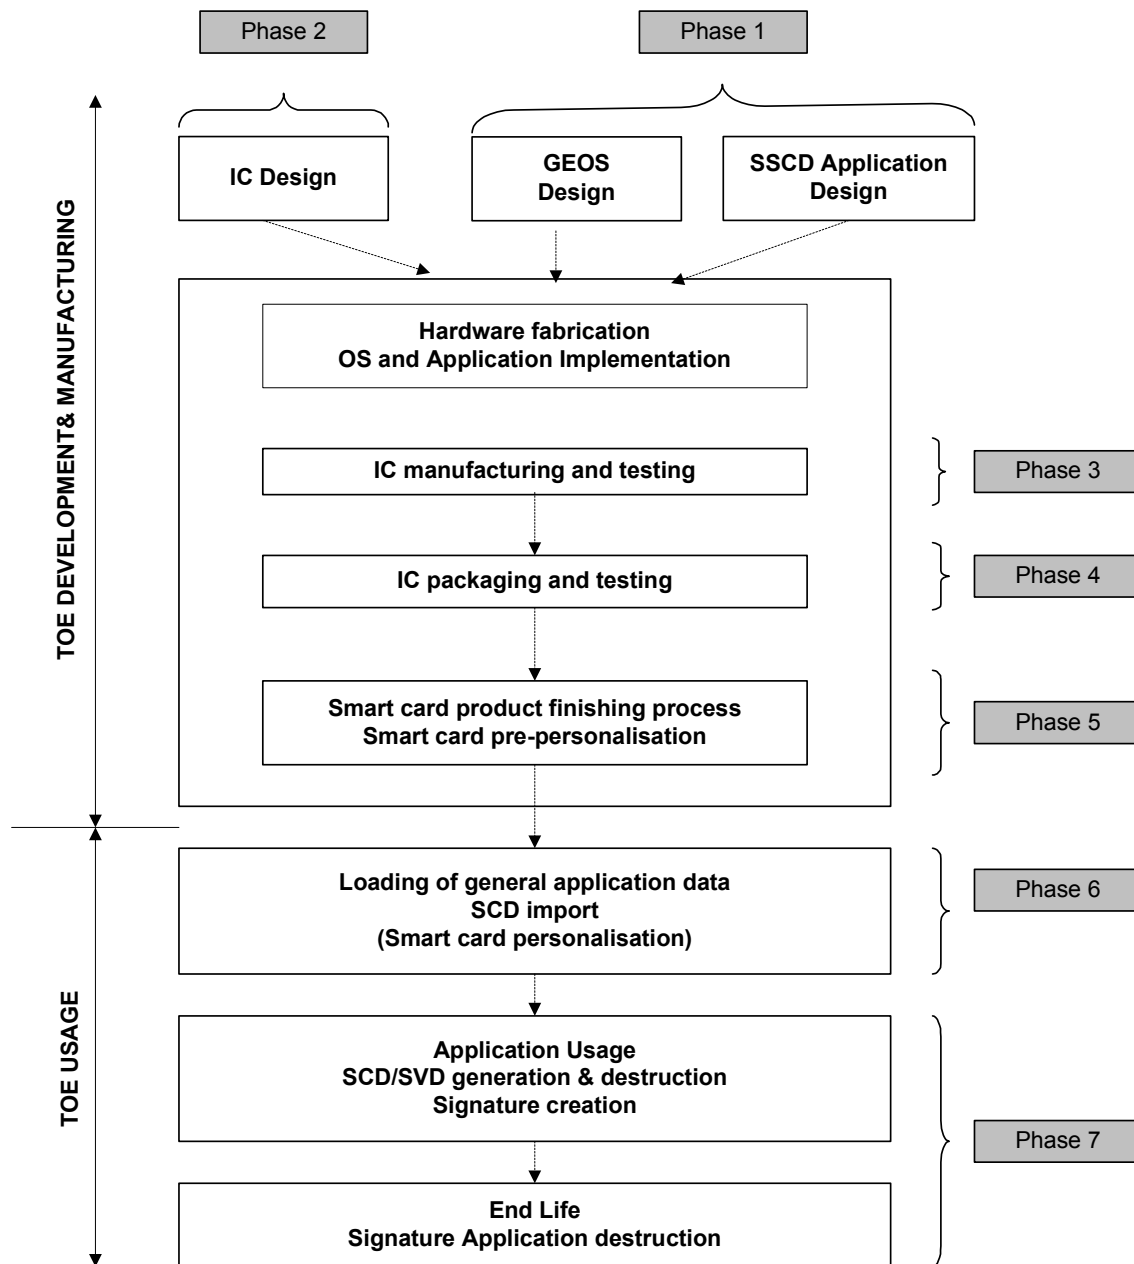 Phase 2
Phase 1
IC Design
GEOS
Design
SSCD Application
Design
TOE DEVELOPMENT& MANUFACTURING
Hardware fabrication
OS and Application Implementation
IC manufacturing and testing
Phase 3
IC packaging and testing
Phase 4
Smart card product finishing process
Smart card pre-personalisation
Phase 5
TOE USAGE
Loading of general application data
SCD import
(Smart card personalisation)
Phase 6
Application Usage
SCD/SVD generation & destruction
Signature creation
Phase 7
End Life
Signature Application destruction